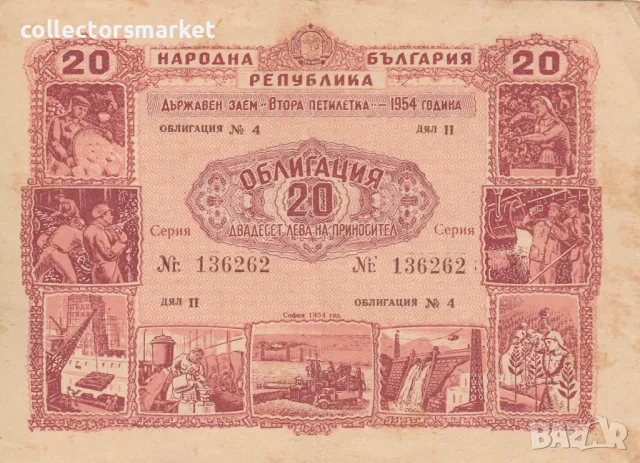 collectorsmarket
20 НАРОДНА БЪЛГАРИЯ 20
РЕПУБЛИКА
ДЪРЖАВЕН ЗАЕМ „ВТОРА ПЕТИЛЕТКА" — 1954 ГОДИНА
ОБЛИГАЦИЯ № 4 ДЯЛ II
ОБЛИГАЦИЯ
20
ДВАДЕСЕТ ЛЕВА НА ПРИНОСИТЕЛ
Серия Серия
№: 136262 №: 136262
ДЯЛ II ОБЛИГАЦИЯ № 4
София 1954 год.
BAZAR